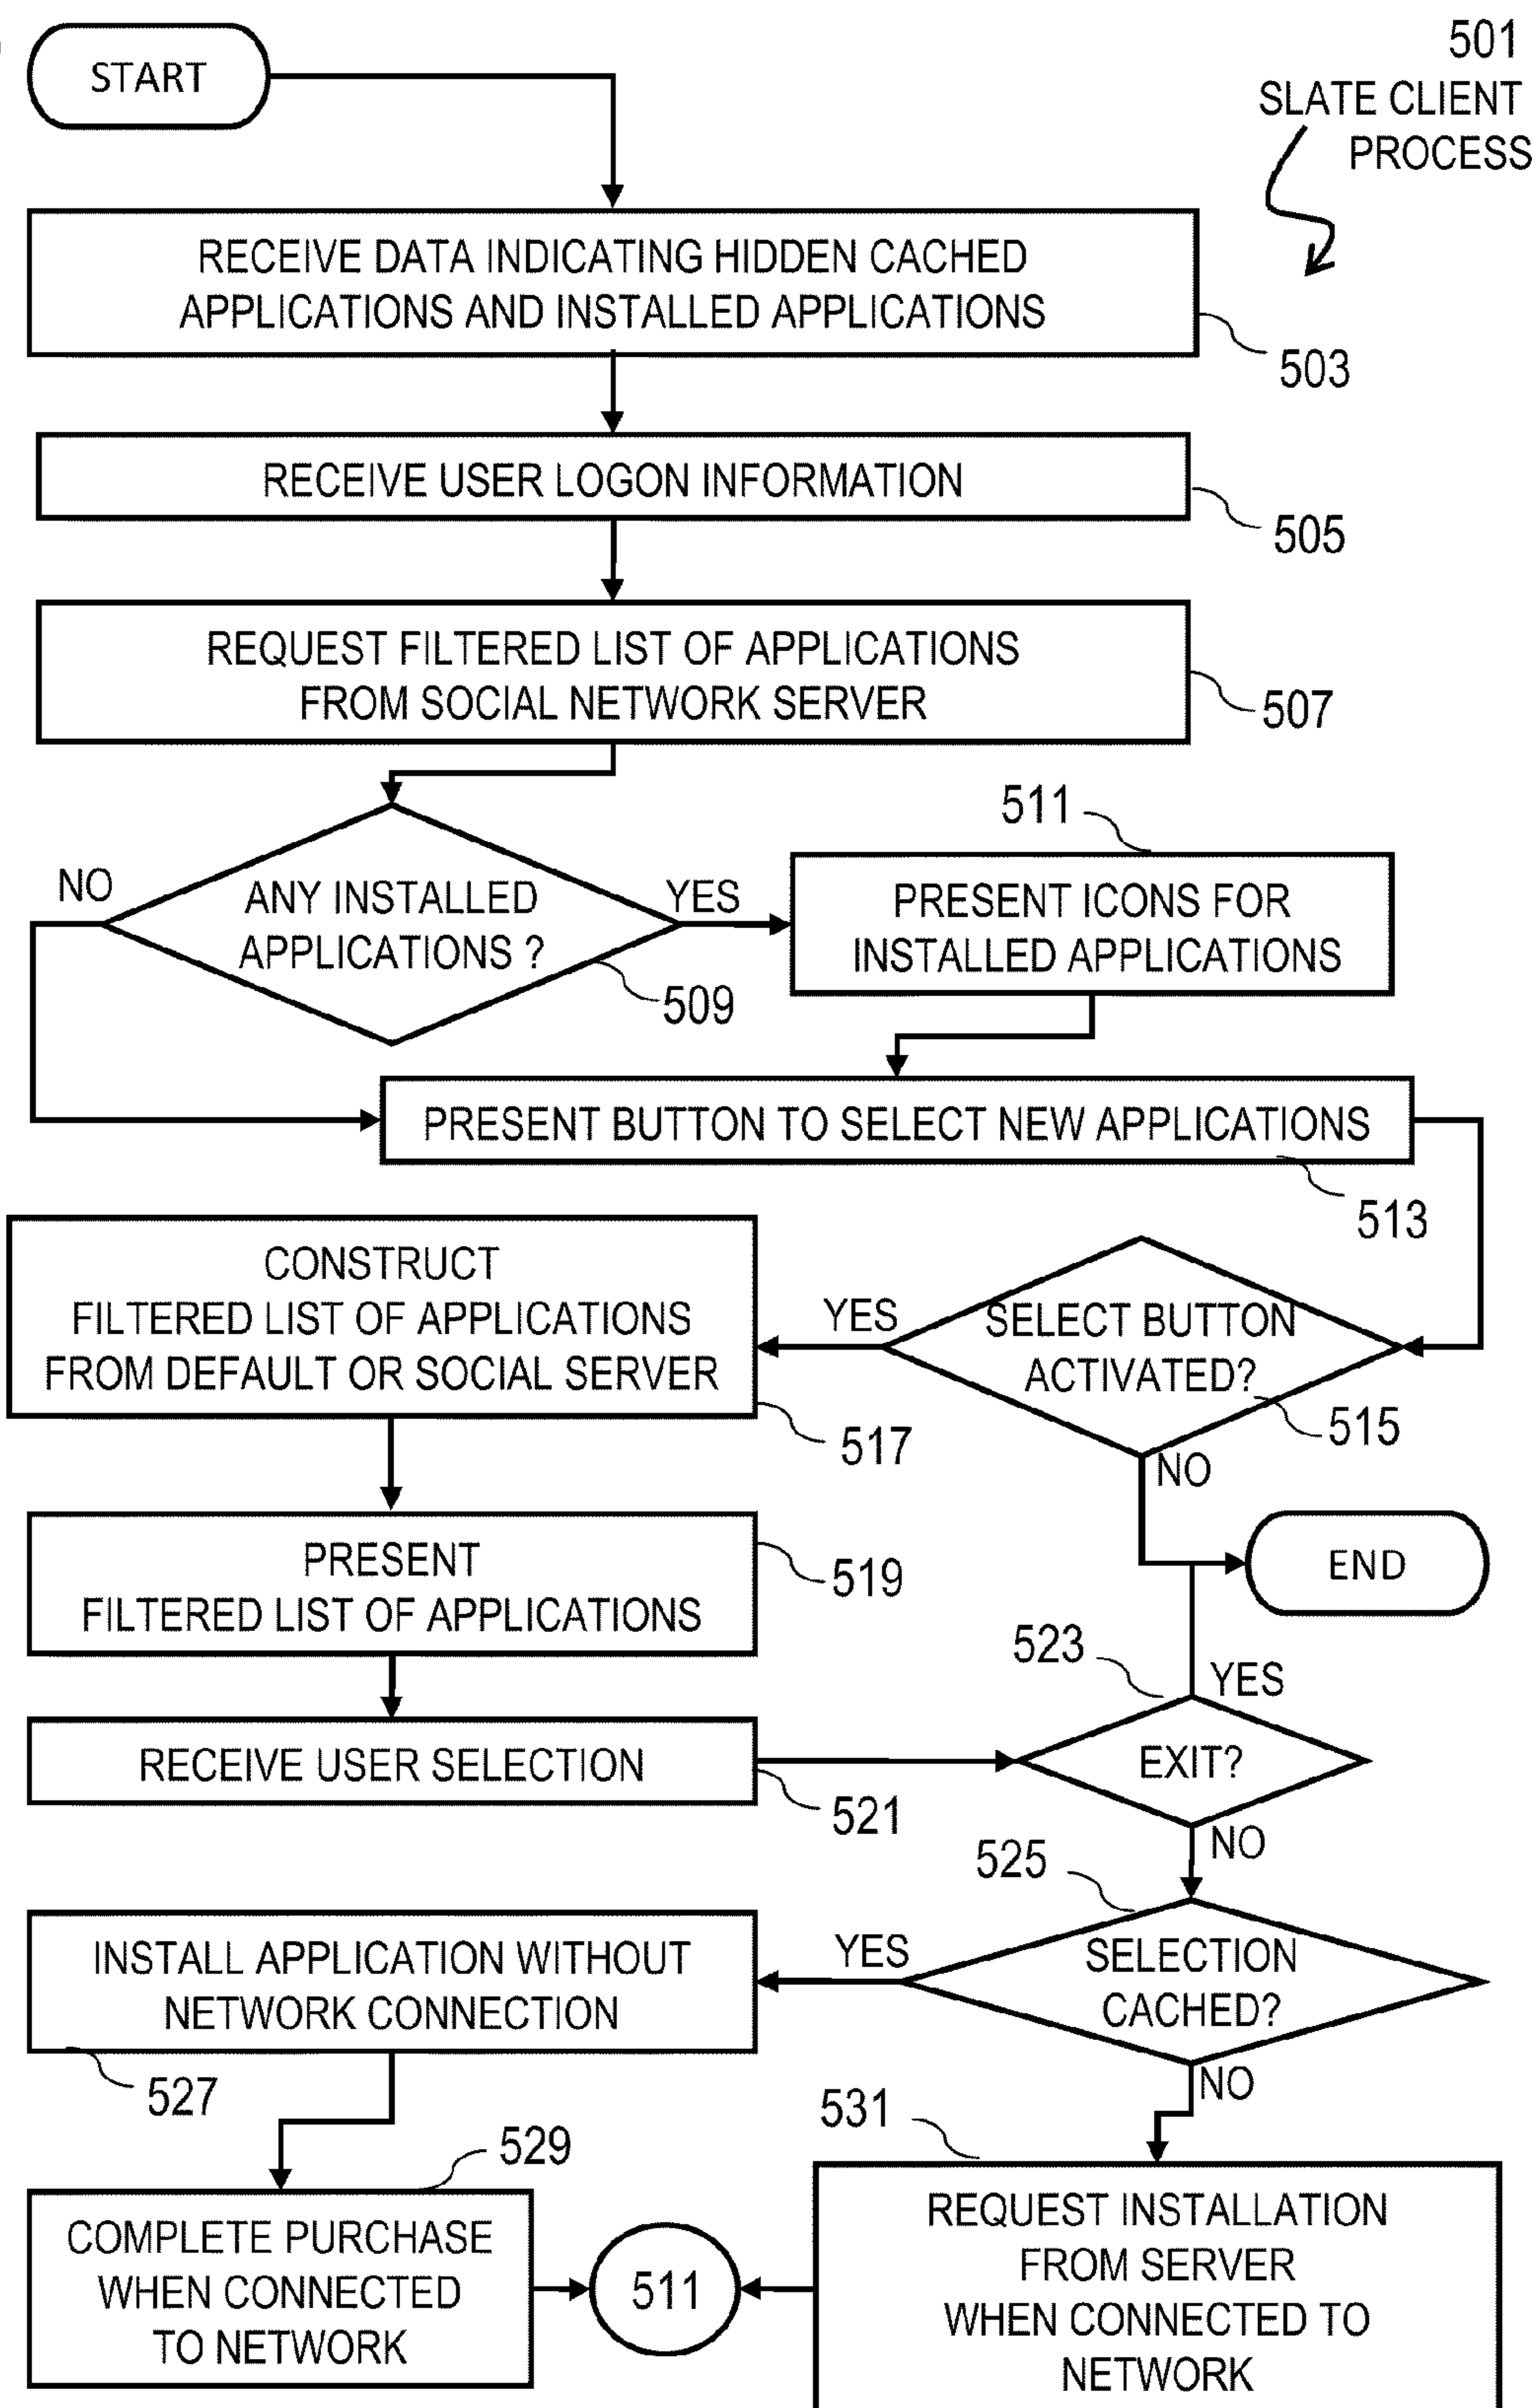 START
501
SLATE CLIENT
PROCESS
RECEIVE DATA INDICATING HIDDEN CACHED
APPLICATIONS AND INSTALLED APPLICATIONS
503
RECEIVE USER LOGON INFORMATION
505
REQUEST FILTERED LIST OF APPLICATIONS
FROM SOCIAL NETWORK SERVER
507
NO
ANY INSTALLED
APPLICATIONS ?
YES
509
511
PRESENT ICONS FOR
INSTALLED APPLICATIONS
PRESENT BUTTON TO SELECT NEW APPLICATIONS
513
SELECT BUTTON
ACTIVATED?
515
YES
NO
CONSTRUCT
FILTERED LIST OF APPLICATIONS
FROM DEFAULT OR SOCIAL SERVER
517
END
PRESENT
FILTERED LIST OF APPLICATIONS
519
RECEIVE USER SELECTION
521
523
YES
EXIT?
NO
525
SELECTION
CACHED?
YES
NO
INSTALL APPLICATION WITHOUT
NETWORK CONNECTION
527
529
COMPLETE PURCHASE
WHEN CONNECTED
TO NETWORK
511
531
REQUEST INSTALLATION
FROM SERVER
WHEN CONNECTED TO
NETWORK